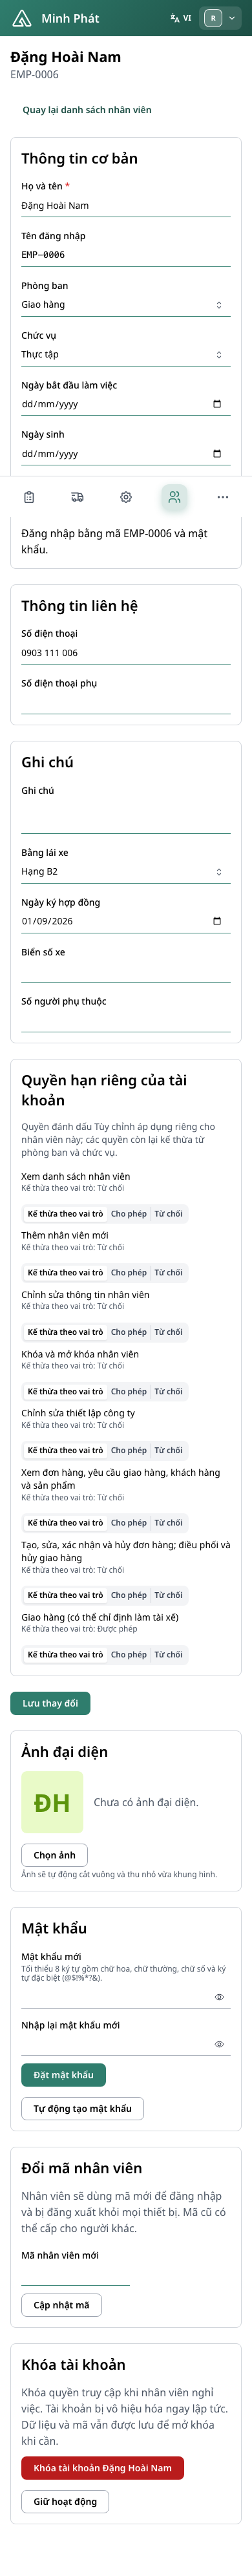 Minh Phát
VI
R
Đặng Hoài Nam
EMP-0006
Quay lại danh sách nhân viên
Thông tin cơ bản
Họ và tên *
Đặng Hoài Nam
Tên đăng nhập
EMP-0006
Phòng ban
Giao hàng
Chức vụ
Thực tập
Ngày bắt đầu làm việc
dd/mm/yyyy
Ngày sinh
dd/mm/yyyy
Đăng nhập bằng mã EMP-0006 và mật
khẩu.
Thông tin liên hệ
Số điện thoại
0903 111 006
Số điện thoại phụ
Ghi chú
Ghi chú
Bằng lái xe
Hạng B2
Ngày ký hợp đồng
01/09/2026
Biển số xe
Số người phụ thuộc
Quyền hạn riêng của tài
khoản
Quyền đánh dấu Tùy chỉnh áp dụng riêng cho
nhân viên này; các quyền còn lại kế thừa từ
phòng ban và chức vụ.
Xem danh sách nhân viên
Kế thừa theo vai trò: Từ chối
Kế thừa theo vai trò Cho phép Từ chối
Thêm nhân viên mới
Kế thừa theo vai trò: Từ chối
Kế thừa theo vai trò Cho phép Từ chối
Chỉnh sửa thông tin nhân viên
Kế thừa theo vai trò: Từ chối
Kế thừa theo vai trò Cho phép Từ chối
Khóa và mở khóa nhân viên
Kế thừa theo vai trò: Từ chối
Kế thừa theo vai trò Cho phép Từ chối
Chỉnh sửa thiết lập công ty
Kế thừa theo vai trò: Từ chối
Kế thừa theo vai trò Cho phép Từ chối
Xem đơn hàng, yêu cầu giao hàng, khách hàng
và sản phẩm
Kế thừa theo vai trò: Từ chối
Kế thừa theo vai trò Cho phép Từ chối
Tạo, sửa, xác nhận và hủy đơn hàng; điều phối và
hủy giao hàng
Kế thừa theo vai trò: Từ chối
Kế thừa theo vai trò Cho phép Từ chối
Giao hàng (có thể chỉ định làm tài xế)
Kế thừa theo vai trò: Được phép
Kế thừa theo vai trò Cho phép Từ chối
Lưu thay đổi
Ảnh đại diện
ĐH
Chưa có ảnh đại diện.
Chọn ảnh
Ảnh sẽ tự động cắt vuông và thu nhỏ vừa khung hình.
Mật khẩu
Mật khẩu mới
Tối thiểu 8 ký tự gồm chữ hoa, chữ thường, chữ số và ký
tự đặc biệt (@$!%*?&).
Nhập lại mật khẩu mới
Đặt mật khẩu
Tự động tạo mật khẩu
Đổi mã nhân viên
Nhân viên sẽ dùng mã mới để đăng nhập
và bị đăng xuất khỏi mọi thiết bị. Mã cũ có
thể cấp cho người khác.
Mã nhân viên mới
Cập nhật mã
Khóa tài khoản
Khóa quyền truy cập khi nhân viên nghỉ
việc. Tài khoản bị vô hiệu hóa ngay lập tức.
Dữ liệu và mã vẫn được lưu để mở khóa
khi cần.
Khóa tài khoản Đặng Hoài Nam
Giữ hoạt động